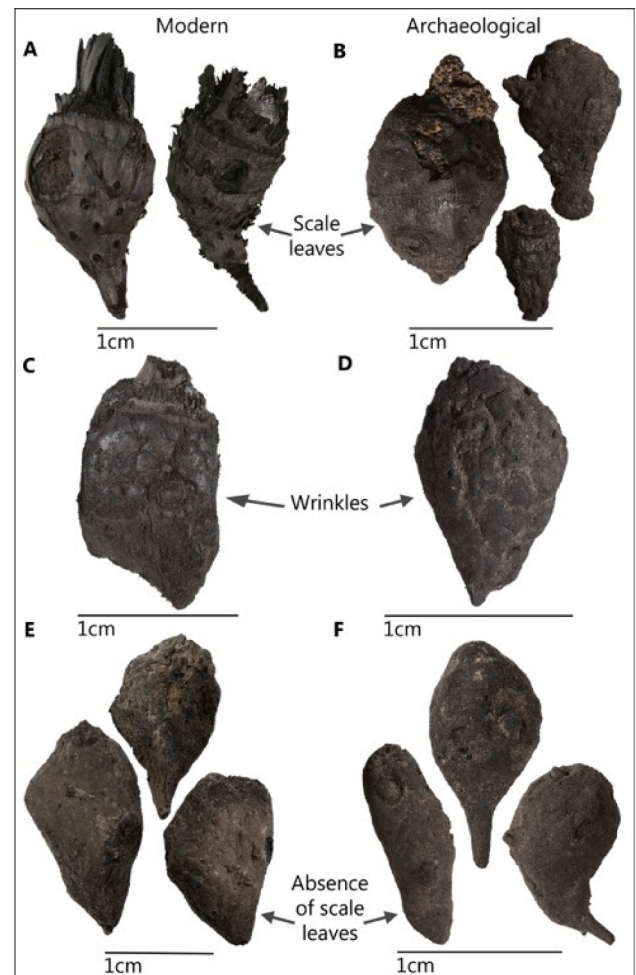 Modern
Archaeological
A
B
Scale
leaves
1cm
1cm
C
D
Wrinkles
1cm
1cm
E
F
Absence
of scale
leaves
1cm
1cm